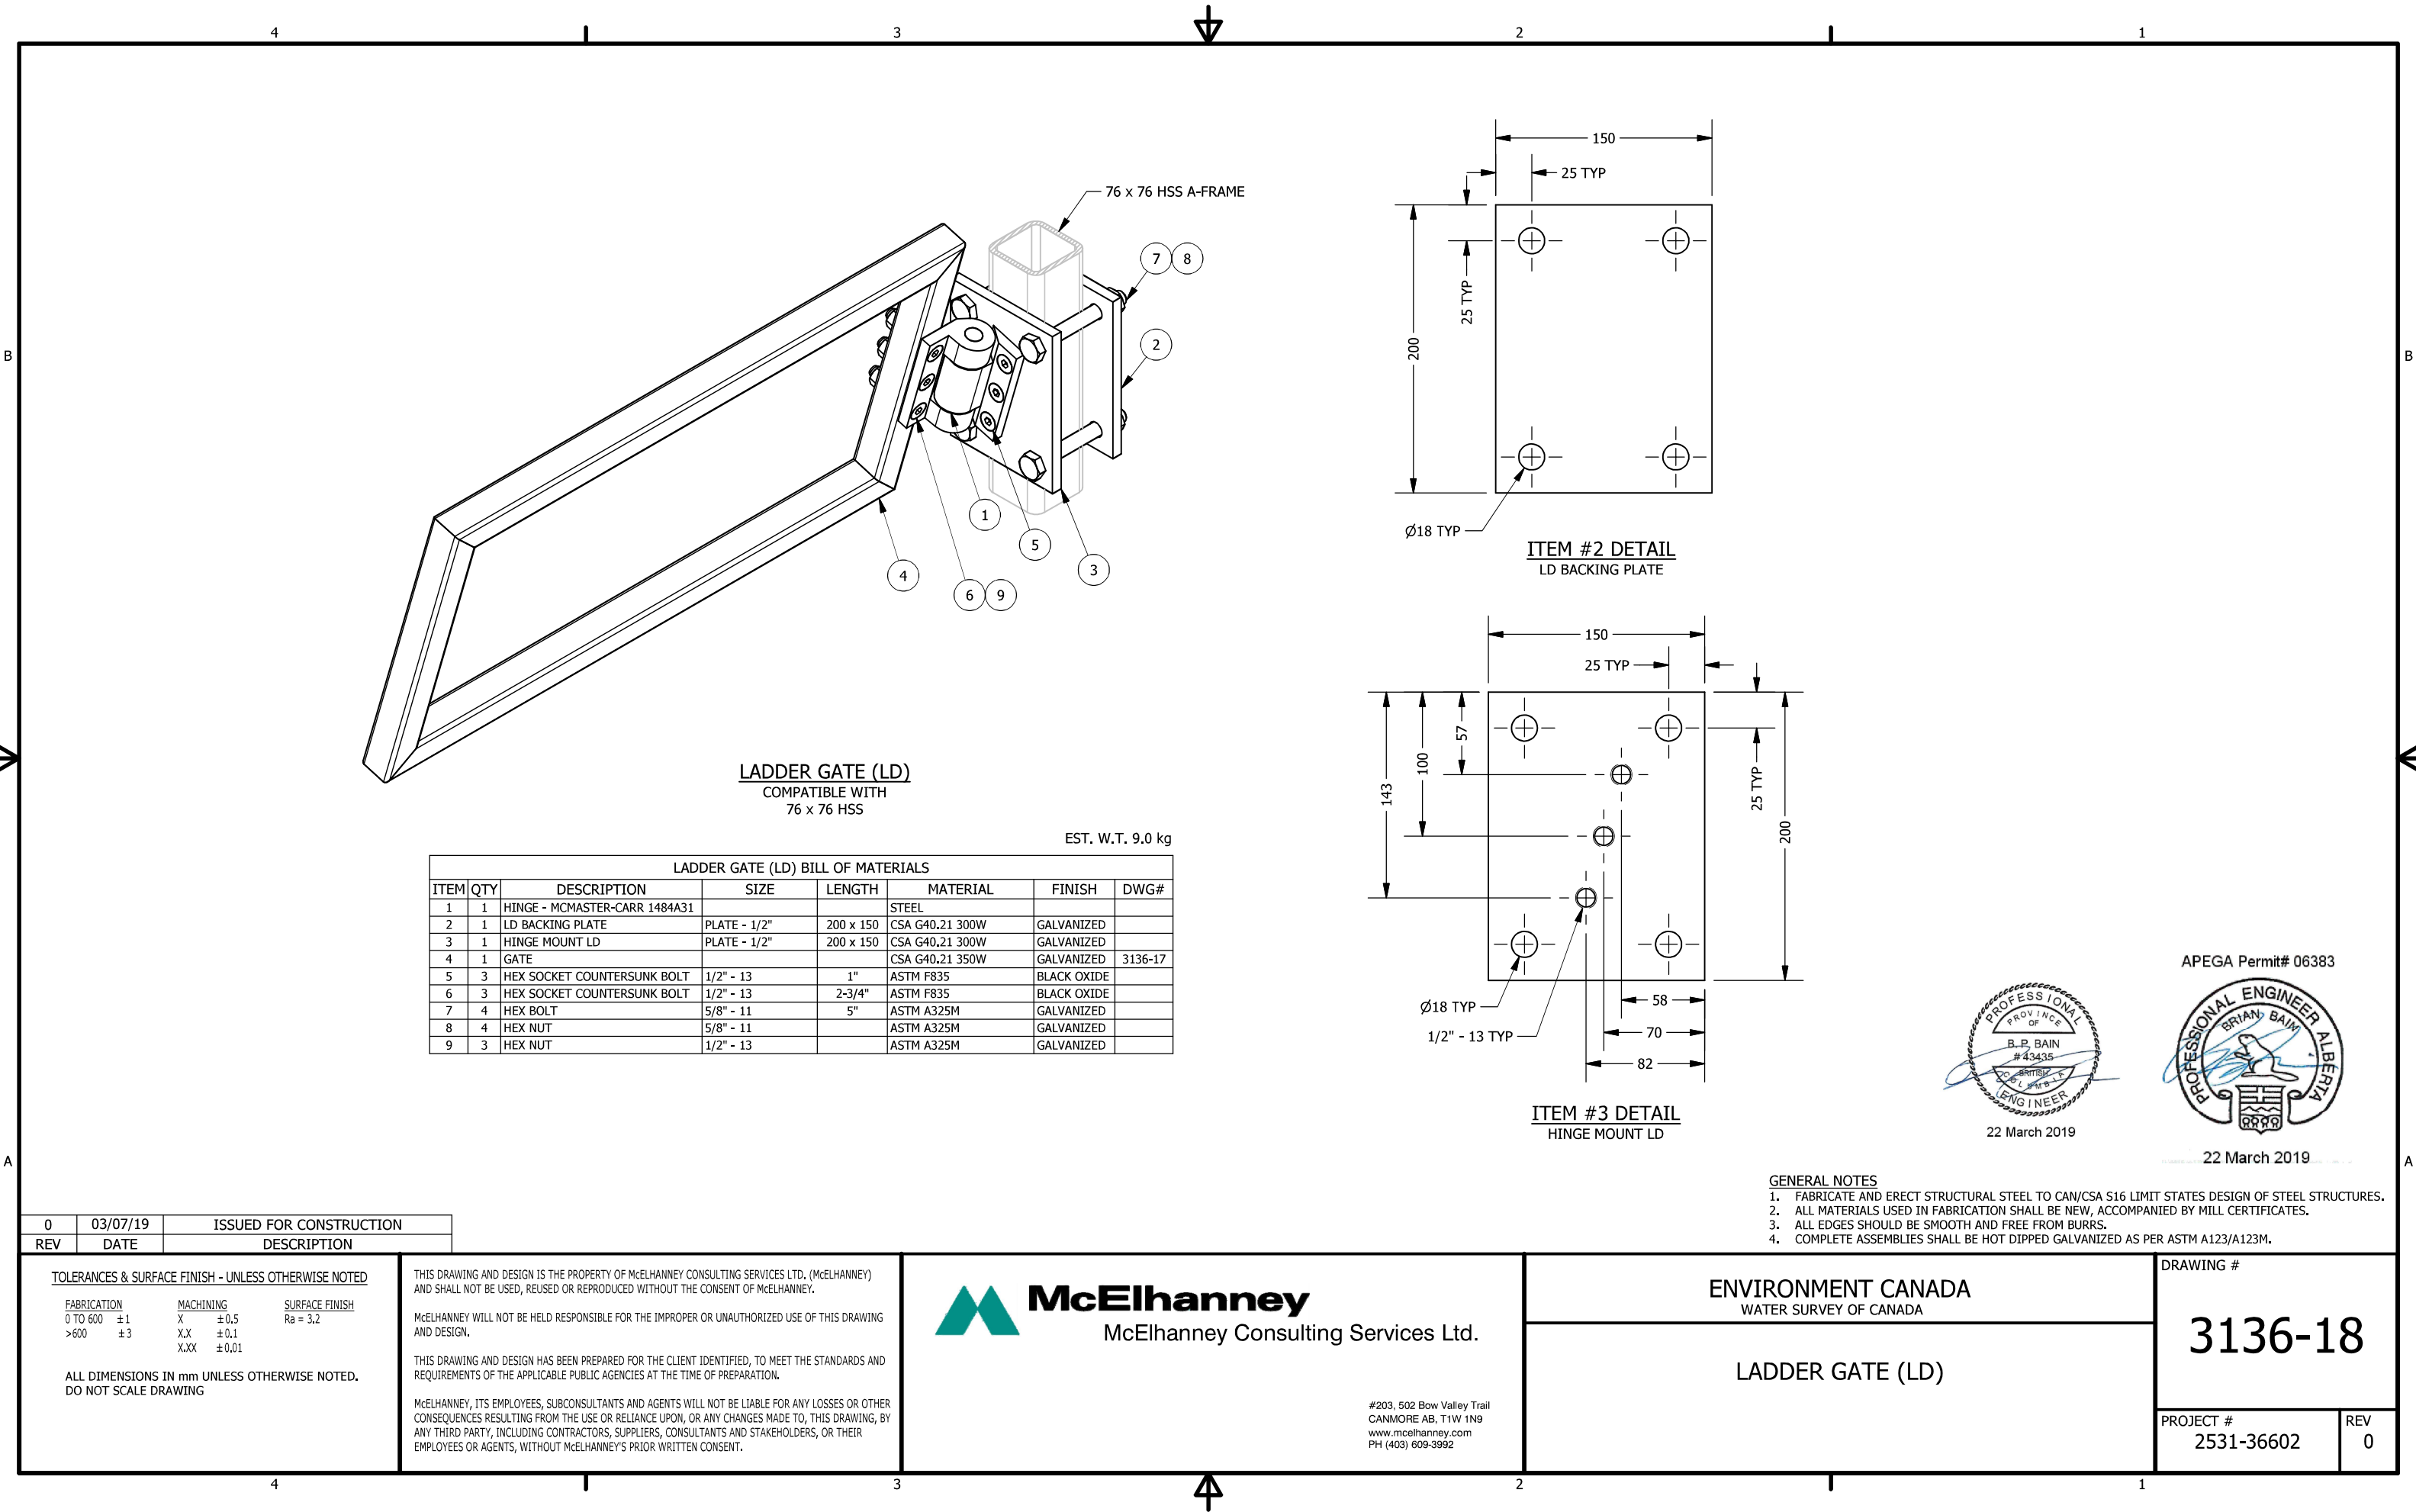 4
3
2
1
B
B
A
A
76 x 76 HSS A-FRAME
7
8
2
1
5
3
4
6
9
LADDER GATE (LD)
COMPATIBLE WITH
76 x 76 HSS
EST. W.T. 9.0 kg
LADDER GATE (LD) BILL OF MATERIALS
ITEM QTY DESCRIPTION SIZE LENGTH MATERIAL FINISH DWG#
1 1 HINGE - MCMASTER-CARR 1484A31 STEEL
2 1 LD BACKING PLATE PLATE - 1/2" 200 x 150 CSA G40.21 300W GALVANIZED
3 1 HINGE MOUNT LD PLATE - 1/2" 200 x 150 CSA G40.21 300W GALVANIZED
4 1 GATE CSA G40.21 350W GALVANIZED 3136-17
5 3 HEX SOCKET COUNTERSUNK BOLT 1/2" - 13 1" ASTM F835 BLACK OXIDE
6 3 HEX SOCKET COUNTERSUNK BOLT 1/2" - 13 2-3/4" ASTM F835 BLACK OXIDE
7 4 HEX BOLT 5/8" - 11 5" ASTM A325M GALVANIZED
8 4 HEX NUT 5/8" - 11 ASTM A325M GALVANIZED
9 3 HEX NUT 1/2" - 13 ASTM A325M GALVANIZED
150
25 TYP
25 TYP
200
Ø18 TYP
ITEM #2 DETAIL
LD BACKING PLATE
150
25 TYP
57
100
143
25 TYP
200
Ø18 TYP
1/2" - 13 TYP
58
70
82
ITEM #3 DETAIL
HINGE MOUNT LD
PROFESSIONAL
PROVINCE
OF
B. P. BAIN
# 43435
BRITISH
COLUMBIA
ENGINEER
22 March 2019
APEGA Permit# 06383
PROFESSIONAL ENGINEER ALBERTA
BRIAN BAIN
22 March 2019
GENERAL NOTES
1. FABRICATE AND ERECT STRUCTURAL STEEL TO CAN/CSA S16 LIMIT STATES DESIGN OF STEEL STRUCTURES.
2. ALL MATERIALS USED IN FABRICATION SHALL BE NEW, ACCOMPANIED BY MILL CERTIFICATES.
3. ALL EDGES SHOULD BE SMOOTH AND FREE FROM BURRS.
4. COMPLETE ASSEMBLIES SHALL BE HOT DIPPED GALVANIZED AS PER ASTM A123/A123M.
0 03/07/19 ISSUED FOR CONSTRUCTION
REV DATE DESCRIPTION
TOLERANCES & SURFACE FINISH - UNLESS OTHERWISE NOTED
FABRICATION MACHINING SURFACE FINISH
0 TO 600 ±1 X ±0.5 Ra = 3.2
>600 ±3 X.X ±0.1
X.XX ±0.01
ALL DIMENSIONS IN mm UNLESS OTHERWISE NOTED.
DO NOT SCALE DRAWING
THIS DRAWING AND DESIGN IS THE PROPERTY OF McELHANNEY CONSULTING SERVICES LTD. (McELHANNEY)
AND SHALL NOT BE USED, REUSED OR REPRODUCED WITHOUT THE CONSENT OF McELHANNEY.
McELHANNEY WILL NOT BE HELD RESPONSIBLE FOR THE IMPROPER OR UNAUTHORIZED USE OF THIS DRAWING
AND DESIGN.
THIS DRAWING AND DESIGN HAS BEEN PREPARED FOR THE CLIENT IDENTIFIED, TO MEET THE STANDARDS AND
REQUIREMENTS OF THE APPLICABLE PUBLIC AGENCIES AT THE TIME OF PREPARATION.
McELHANNEY, ITS EMPLOYEES, SUBCONSULTANTS AND AGENTS WILL NOT BE LIABLE FOR ANY LOSSES OR OTHER
CONSEQUENCES RESULTING FROM THE USE OR RELIANCE UPON, OR ANY CHANGES MADE TO, THIS DRAWING, BY
ANY THIRD PARTY, INCLUDING CONTRACTORS, SUPPLIERS, CONSULTANTS AND STAKEHOLDERS, OR THEIR
EMPLOYEES OR AGENTS, WITHOUT McELHANNEY'S PRIOR WRITTEN CONSENT.
McElhanney
McElhanney Consulting Services Ltd.
#203, 502 Bow Valley Trail
CANMORE AB, T1W 1N9
www.mcelhanney.com
PH (403) 609-3992
ENVIRONMENT CANADA
WATER SURVEY OF CANADA
LADDER GATE (LD)
DRAWING #
3136-18
PROJECT #
2531-36602
REV
0
4
3
2
1